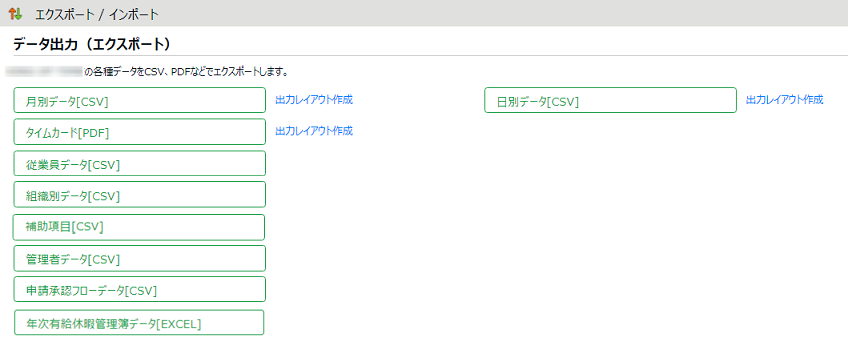 エクスポート / インポート
データ出力（エクスポート）
の各種データをCSV、PDFなどでエクスポートします。
月別データ[CSV] 出力レイアウト作成 日別データ[CSV] 出力レイアウト作成
タイムカード[PDF] 出力レイアウト作成
従業員データ[CSV]
組織別データ[CSV]
補助項目[CSV]
管理者データ[CSV]
申請承認フローデータ[CSV]
年次有給休暇管理簿データ[EXCEL]